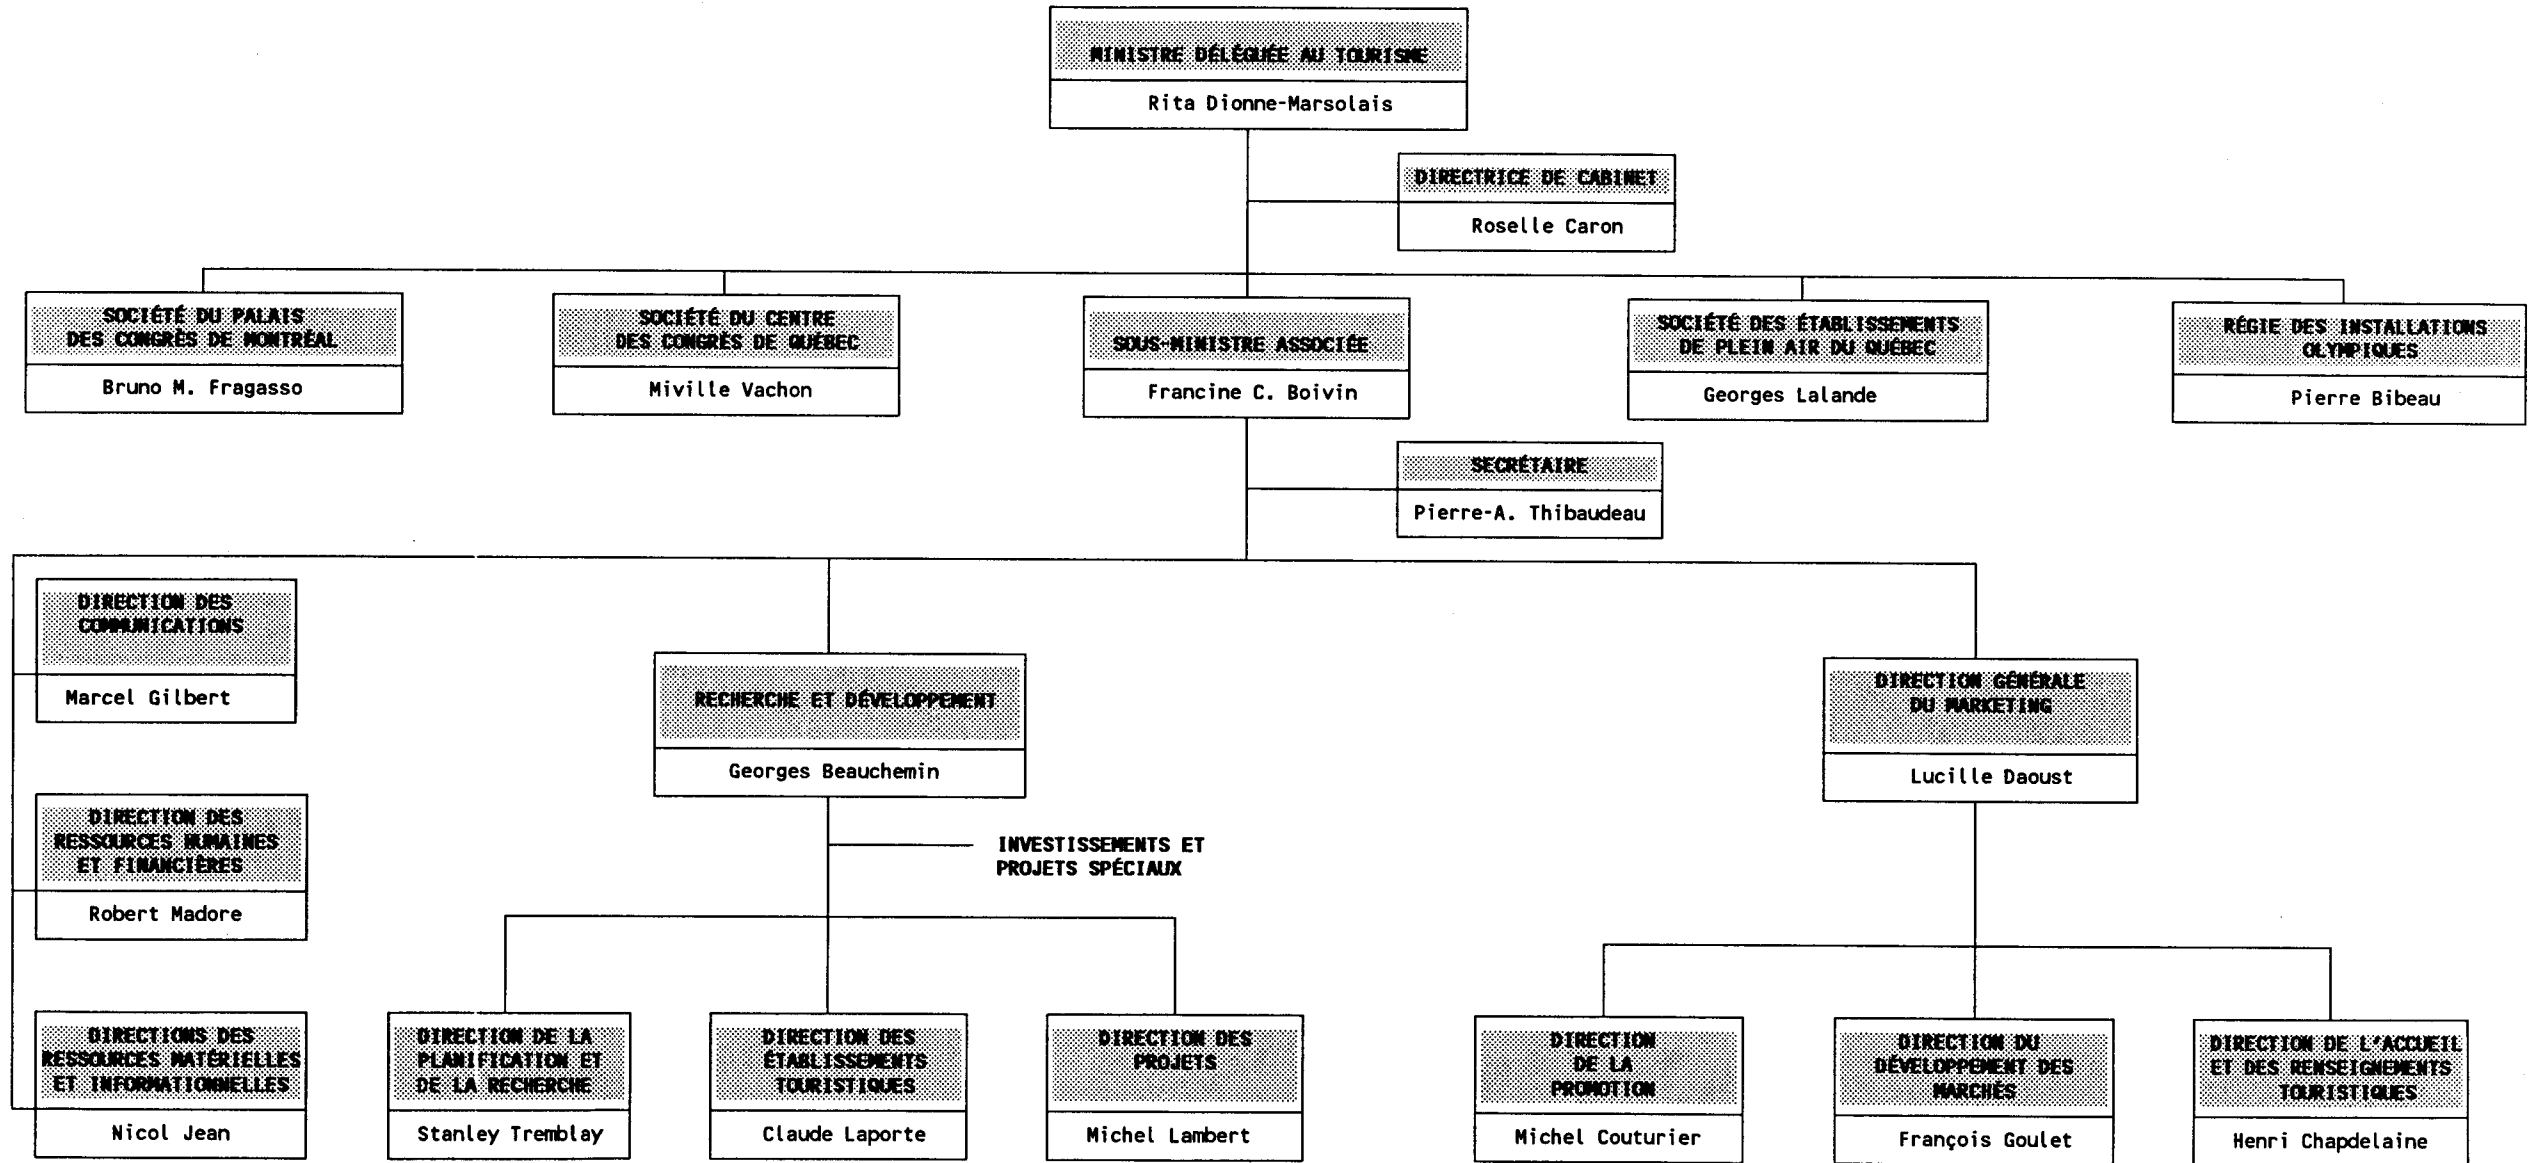 MINISTRE DÉLÉGUÉE AU TOURISME
Rita Dionne-Marsolais
DIRECTRICE DE CABINET
Roselle Caron
SOCIÉTÉ DU PALAIS
DES CONGRÈS DE MONTRÉAL
Bruno M. Fragasso
SOCIÉTÉ DU CENTRE
DES CONGRÈS DE QUÉBEC
Miville Vachon
SOUS-MINISTRE ASSOCIÉE
Francine C. Boivin
SOCIÉTÉ DES ÉTABLISSEMENTS
DE PLEIN AIR DU QUÉBEC
Georges Lalande
RÉGIE DES INSTALLATIONS
OLYMPIQUES
Pierre Bibeau
SECRÉTAIRE
Pierre-A. Thibaudeau
DIRECTION DES
COMMUNICATIONS
Marcel Gilbert
RECHERCHE ET DÉVELOPPEMENT
Georges Beauchemin
DIRECTION GÉNÉRALE
DU MARKETING
Lucille Daoust
DIRECTION DES
RESSOURCES HUMAINES
ET FINANCIÈRES
Robert Madore
INVESTISSEMENTS ET
PROJETS SPÉCIAUX
DIRECTIONS DES
RESSOURCES MATÉRIELLES
ET INFORMATIONNELLES
Nicol Jean
DIRECTION DE LA
PLANIFICATION ET
DE LA RECHERCHE
Stanley Tremblay
DIRECTION DES
ÉTABLISSEMENTS
TOURISTIQUES
Claude Laporte
DIRECTION DES
PROJETS
Michel Lambert
DIRECTION
DE LA
PROMOTION
Michel Couturier
DIRECTION DU
DÉVELOPPEMENT DES
MARCHÉS
François Goulet
DIRECTION DE L'ACCUEIL
ET DES RENSEIGNEMENTS
TOURISTIQUES
Henri Chapdelaine